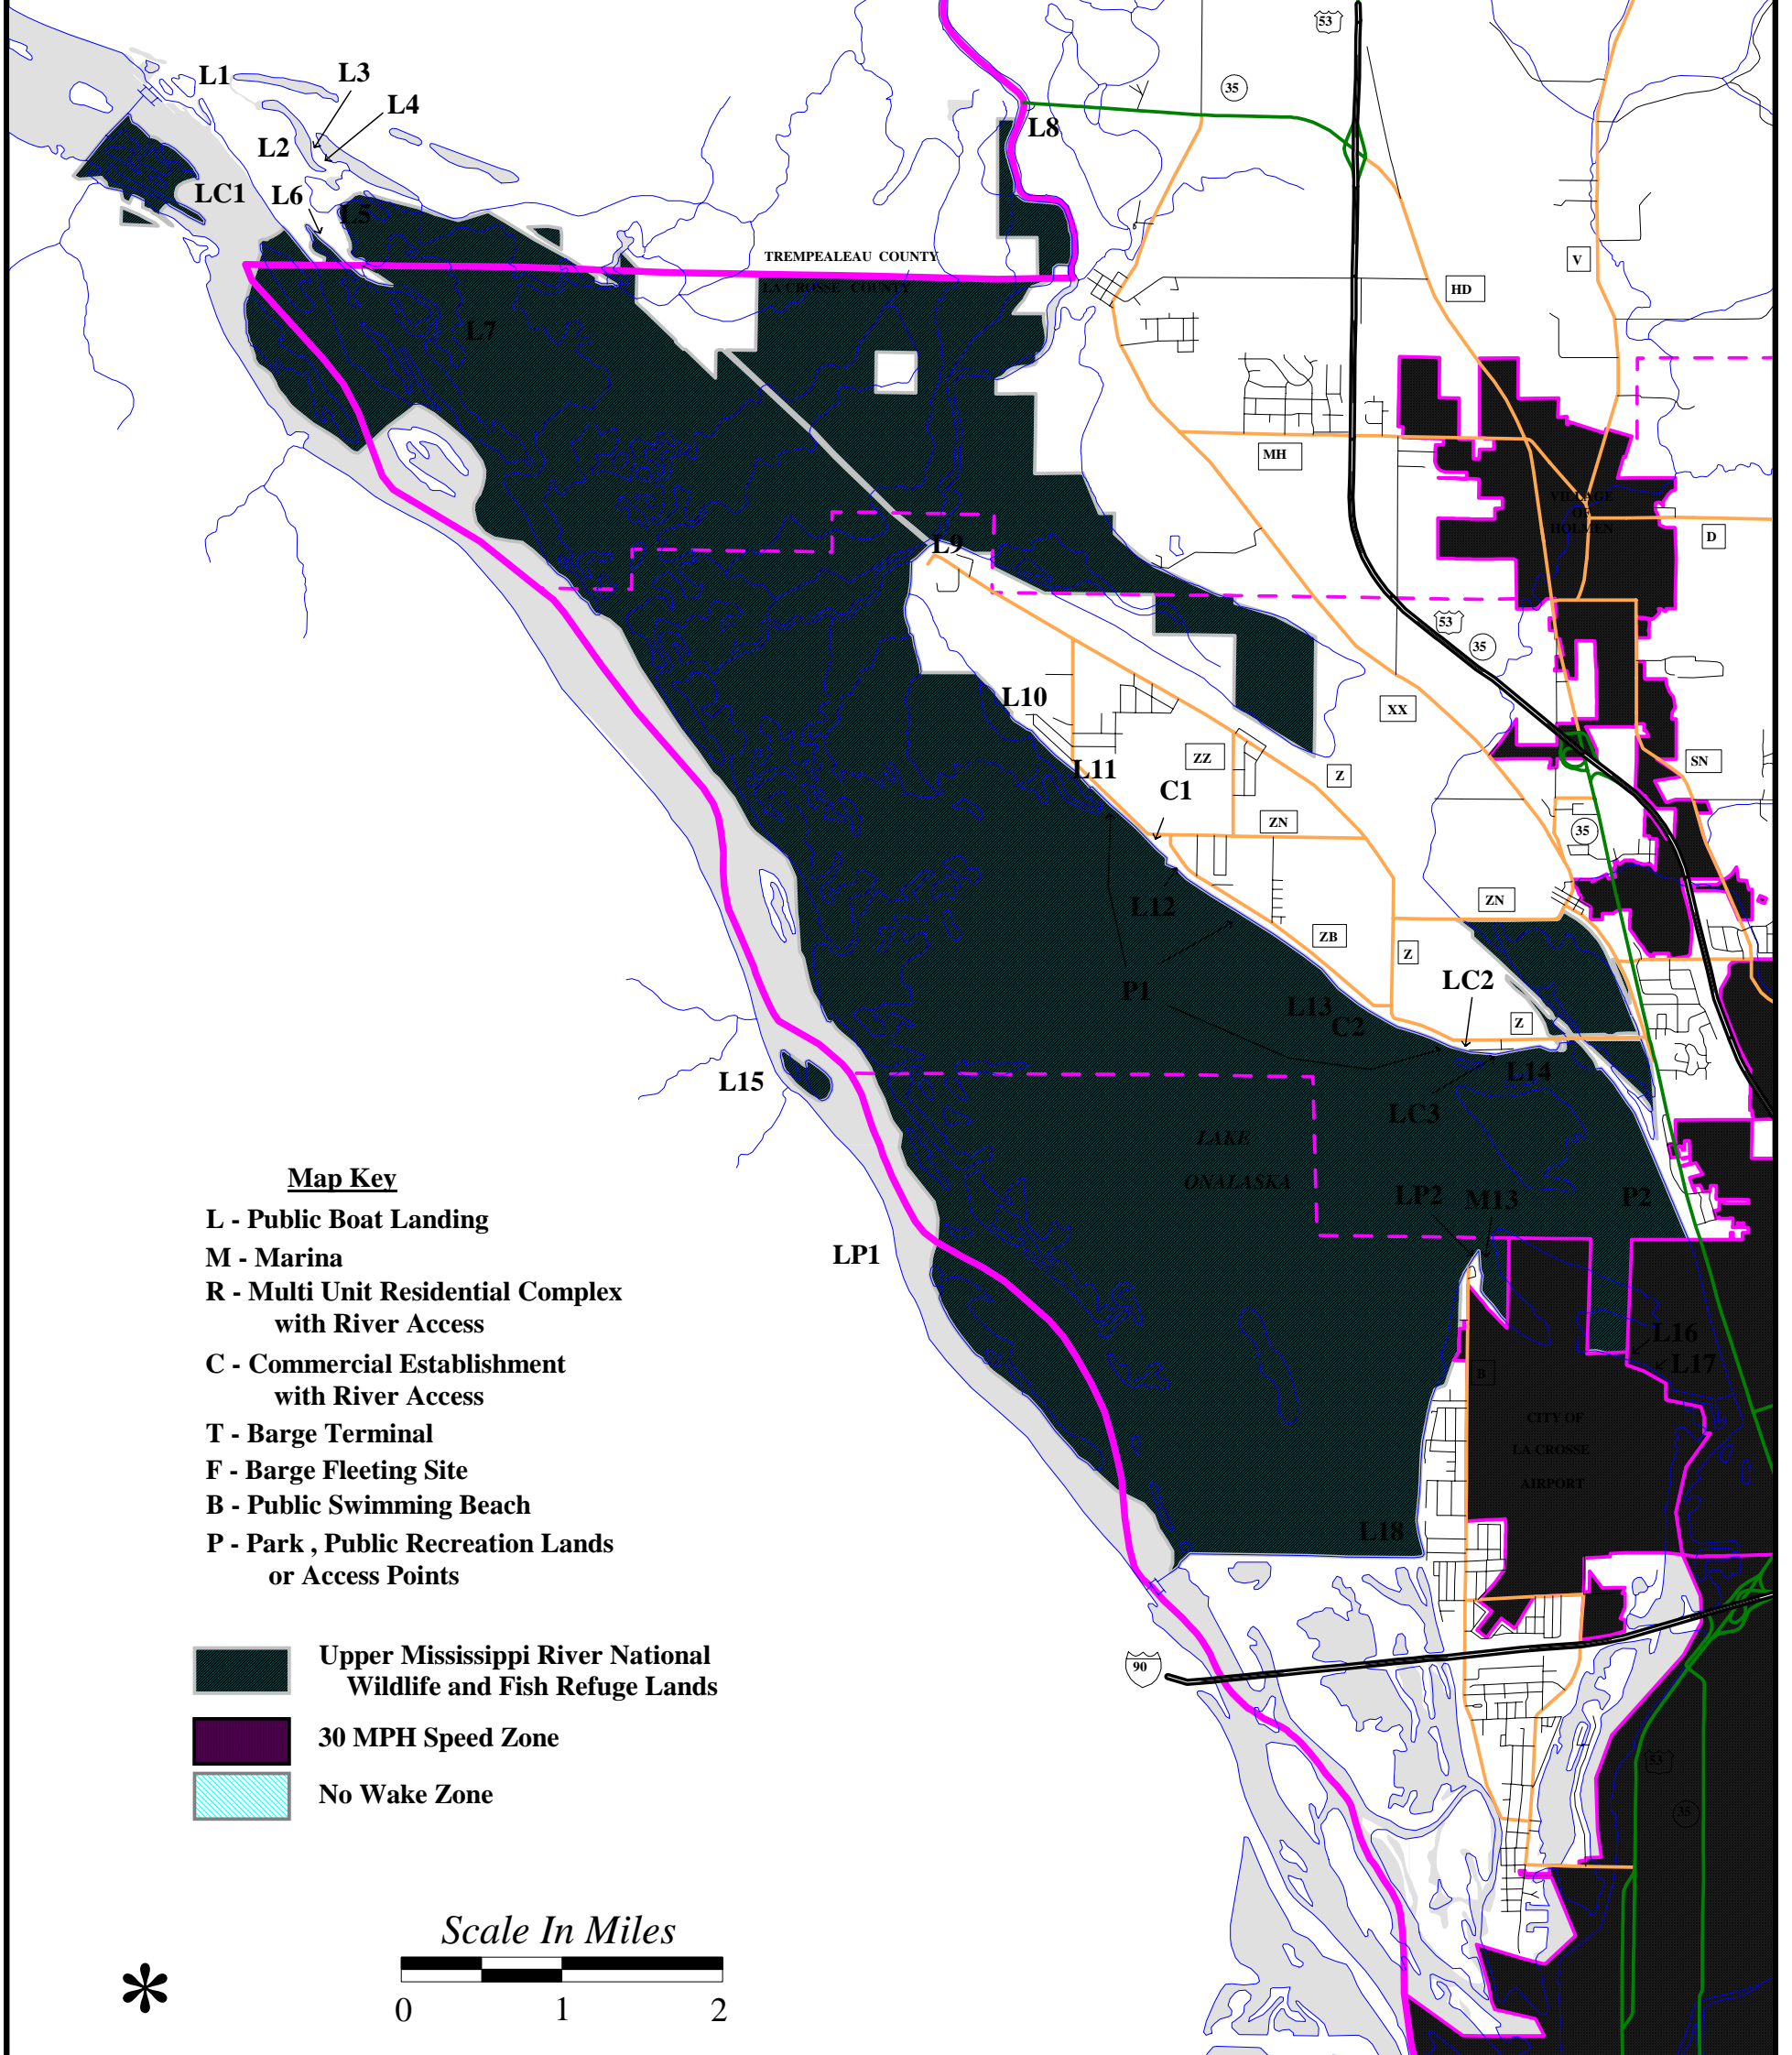 53
35
L1
L3
L4
L2
L8
LC1
L6
L5
TREMPEALEAU COUNTY
LA CROSSE COUNTY
V
HD
L7
MH
VILLAGE
OF
HOLMEN
D
L9
53
35
L10
XX
ZZ
Z
SN
L11
C1
ZN
35
L12
ZN
ZB
Z
P1
LC2
L13
C2
Z
L14
L15
LC3
LAKE
ONALASKA
LP2
M13
P2
LP1
L16
L17
B
CITY OF
LA CROSSE
AIRPORT
L18
90
53
35
Map Key
L - Public Boat Landing
M - Marina
R - Multi Unit Residential Complex
with River Access
C - Commercial Establishment
with River Access
T - Barge Terminal
F - Barge Fleeting Site
B - Public Swimming Beach
P - Park , Public Recreation Lands
or Access Points
Upper Mississippi River National
Wildlife and Fish Refuge Lands
30 MPH Speed Zone
No Wake Zone
Scale In Miles
*
0 1 2